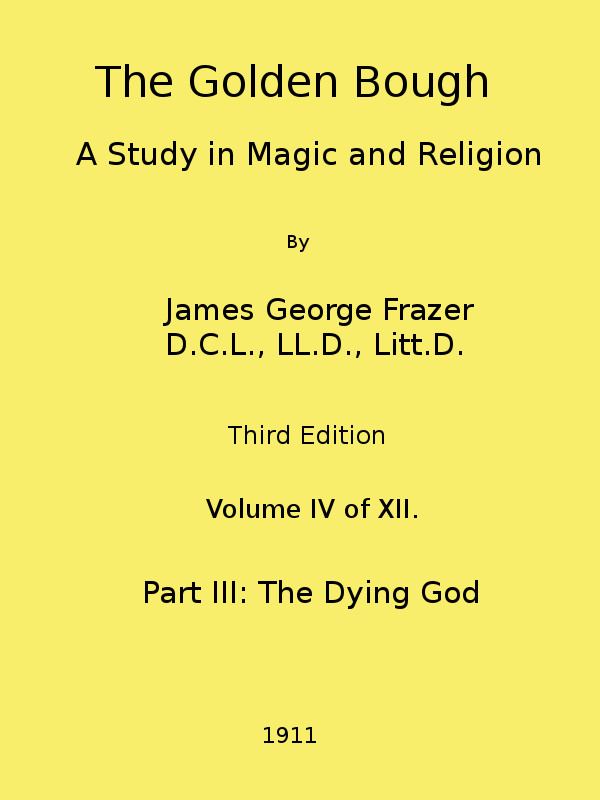 The Golden Bough
A Study in Magic and Religion
By
James George Frazer
D.C.L., LL.D., Litt.D.
Third Edition
Volume IV of XII.
Part III: The Dying God
1911